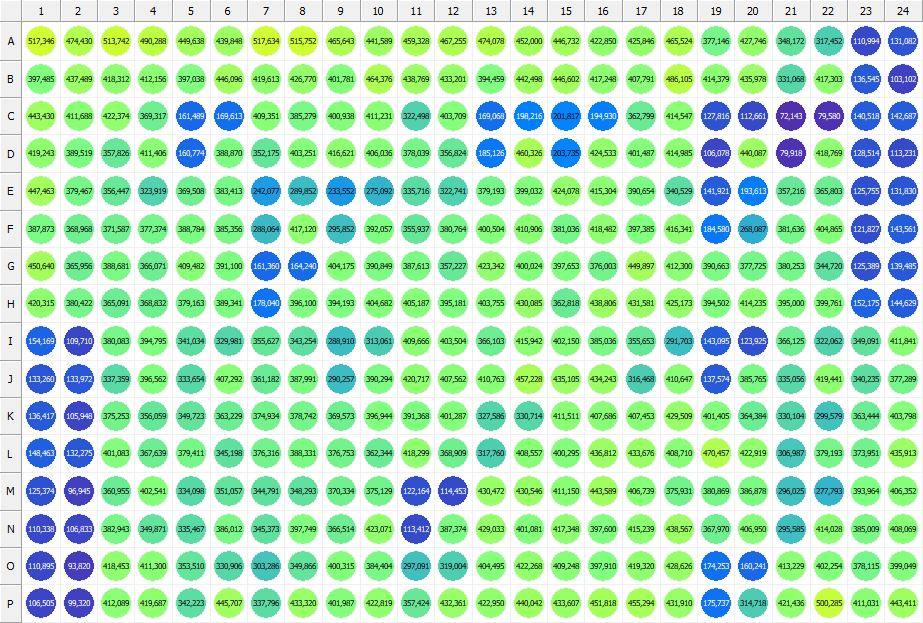 1 2 3 4 5 6 7 8 9 10 11 12 13 14 15 16 17 18 19 20 21 22 23 24
A 517,346 474,430 513,742 490,288 449,638 439,848 517,634 515,752 465,643 441,589 459,328 467,255 474,078 452,000 446,732 422,850 425,846 465,524 377,146 427,746 348,172 317,452 110,994 131,082
B 397,485 437,489 418,312 412,156 397,038 446,096 419,613 426,770 401,781 464,376 438,769 433,201 394,459 442,498 446,602 417,248 407,791 486,105 414,379 435,978 331,068 417,303 136,545 103,102
C 443,430 411,688 422,374 369,317 161,489 169,613 409,351 385,279 400,938 411,231 322,498 403,709 169,068 198,216 201,817 194,930 362,799 414,547 127,816 112,661 72,143 79,580 140,518 142,687
D 419,243 389,519 357,826 411,406 160,774 388,870 352,175 403,251 416,621 406,036 378,039 356,824 185,126 460,326 203,735 424,533 401,487 414,985 106,078 440,087 79,918 418,769 128,514 113,231
E 447,463 379,467 356,447 323,919 369,508 383,413 242,077 289,852 233,552 275,092 335,716 322,741 379,193 399,032 424,078 415,304 390,654 340,529 141,921 193,613 357,216 365,803 125,755 131,830
F 387,873 368,968 371,587 377,374 388,784 385,356 288,064 417,120 295,852 392,057 355,937 380,764 400,504 410,906 381,036 418,482 397,385 416,341 184,580 268,087 381,636 404,865 121,827 143,561
G 450,640 365,956 388,681 366,071 409,482 391,100 161,360 164,240 404,175 390,849 387,613 357,227 423,342 400,024 397,653 376,003 449,897 412,300 390,663 377,725 380,253 344,720 125,389 139,485
H 420,315 380,422 365,091 368,832 379,163 389,341 178,040 396,100 394,193 404,682 405,187 395,181 403,755 430,085 362,818 438,806 431,581 425,173 394,502 414,235 395,000 399,761 152,175 144,629
I 154,169 109,710 380,083 394,795 341,034 329,981 355,627 343,254 288,910 313,061 409,666 403,504 366,103 415,942 402,150 385,036 355,653 291,703 143,095 123,925 366,125 322,062 349,091 411,841
J 133,260 133,972 337,359 396,562 333,654 407,292 361,182 387,991 290,257 390,294 420,717 407,562 410,763 457,228 435,105 434,243 316,468 410,647 137,574 385,765 335,056 419,441 340,235 377,289
K 136,417 105,948 375,253 356,059 349,723 363,229 374,934 378,742 369,573 396,944 391,368 401,287 327,586 330,714 411,511 407,686 407,453 429,509 401,405 364,384 330,104 299,579 363,444 403,798
L 148,463 132,275 401,083 367,639 379,411 345,198 376,316 388,331 376,753 362,344 418,299 368,909 317,760 408,557 400,295 436,812 433,676 408,710 470,457 422,919 306,987 379,193 373,951 435,913
M 125,374 96,945 360,955 402,541 334,098 351,057 344,791 348,293 370,334 375,129 122,164 114,453 430,472 430,546 411,150 443,589 406,739 375,931 380,869 386,878 296,025 277,793 393,964 406,352
N 110,338 106,833 382,943 349,871 335,467 386,012 345,373 397,749 366,514 423,071 113,412 387,374 429,033 401,081 417,348 397,600 415,239 438,567 367,970 406,950 295,585 414,028 385,009 408,069
O 110,895 93,820 418,453 411,300 353,510 330,906 303,286 349,866 400,315 384,404 297,091 319,004 404,495 422,268 409,248 397,910 419,320 428,626 174,253 160,241 413,229 402,254 378,115 399,049
P 106,505 99,320 412,089 419,687 342,223 445,707 337,796 433,320 401,987 422,819 357,424 432,361 422,950 440,042 433,607 451,818 455,294 431,910 175,737 314,718 421,436 500,285 411,031 443,411